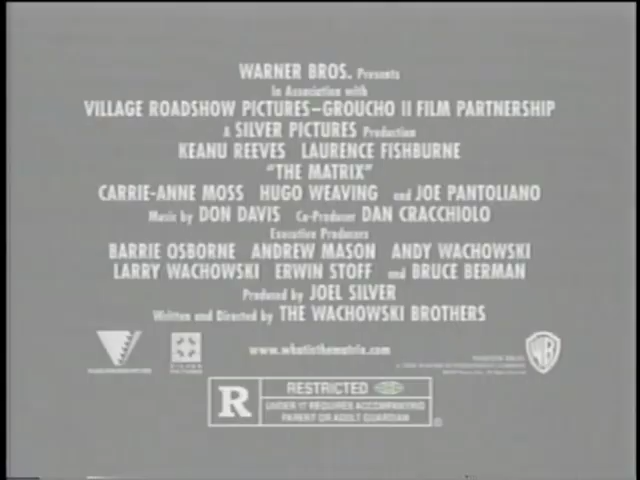 WARNER BROS. Presents
In Association with
VILLAGE ROADSHOW PICTURES–GROUCHO II FILM PARTNERSHIP
A SILVER PICTURES Production
KEANU REEVES LAURENCE FISHBURNE
"THE MATRIX"
CARRIE-ANNE MOSS HUGO WEAVING and JOE PANTOLIANO
Music by DON DAVIS Co-Producer DAN CRACCHIOLO
Executive Producers
BARRIE OSBORNE ANDREW MASON ANDY WACHOWSKI
LARRY WACHOWSKI ERWIN STOFF and BRUCE BERMAN
Produced by JOEL SILVER
Written and Directed by THE WACHOWSKI BROTHERS
www.whatisthematrix.com
SILVER
PICTURES
WB
R RESTRICTED
UNDER 17 REQUIRES ACCOMPANYING
PARENT OR ADULT GUARDIAN